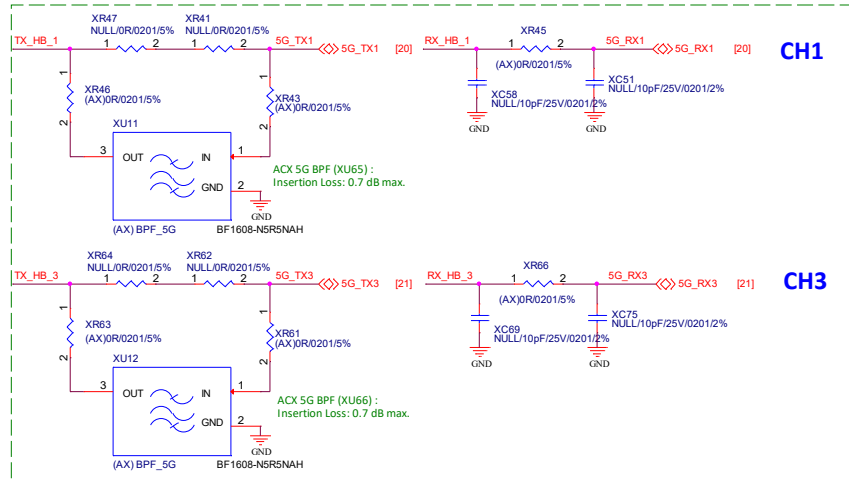 TX_HB_1
XR47
NULL/0R/0201/5%
1
2
XR41
NULL/0R/0201/5%
1
2
5G_TX1
5G_TX1
[20]
1
XR46
(AX)0R/0201/5%
2
1
XR43
(AX)0R/0201/5%
2
XU11
3
OUT
IN
1
GND
2
GND
(AX) BPF_5G
BF1608-N5R5NAH
ACX 5G BPF (XU65) :
Insertion Loss: 0.7 dB max.
RX_HB_1
XR45
1
2
(AX)0R/0201/5%
5G_RX1
5G_RX1
[20]
CH1
XC58
NULL/10pF/25V/0201/2%
GND
XC51
NULL/10pF/25V/0201/2%
GND
TX_HB_3
XR64
NULL/0R/0201/5%
1
2
XR62
NULL/0R/0201/5%
1
2
5G_TX3
5G_TX3
[21]
1
XR63
(AX)0R/0201/5%
2
1
XR61
(AX)0R/0201/5%
2
XU12
3
OUT
IN
1
GND
2
GND
(AX) BPF_5G
BF1608-N5R5NAH
ACX 5G BPF (XU66) :
Insertion Loss: 0.7 dB max.
RX_HB_3
XR66
1
2
(AX)0R/0201/5%
5G_RX3
5G_RX3
[21]
CH3
XC69
NULL/10pF/25V/0201/2%
GND
XC75
NULL/10pF/25V/0201/2%
GND